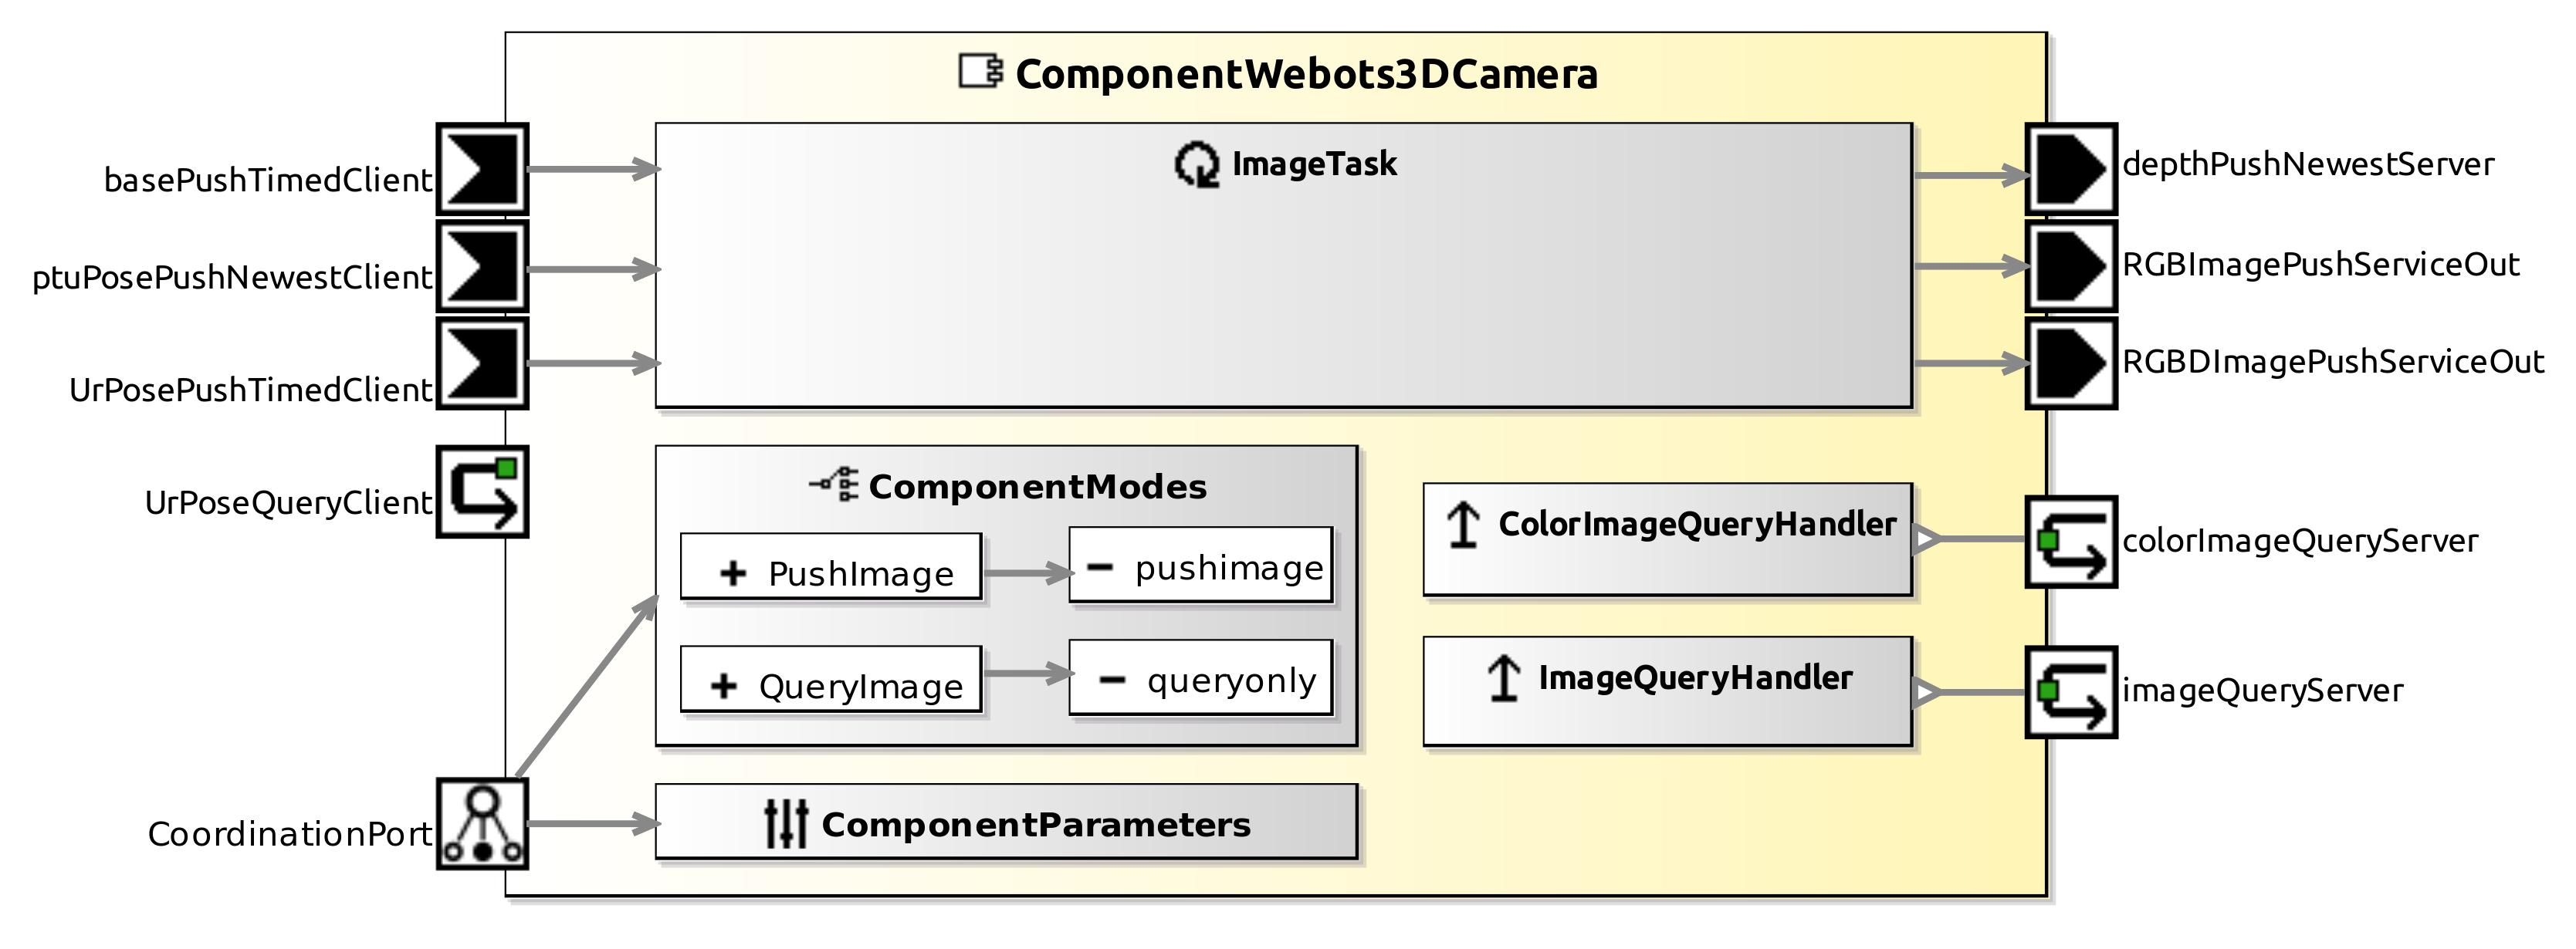 ComponentWebots3DCamera
basePushTimedClient
ptuPosePushNewestClient
UrPosePushTimedClient
UrPoseQueryClient
CoordinationPort
ImageTask
ComponentModes
PushImage
pushimage
QueryImage
queryonly
ComponentParameters
ColorImageQueryHandler
ImageQueryHandler
depthPushNewestServer
RGBImagePushServiceOut
RGBDImagePushServiceOut
colorImageQueryServer
imageQueryServer